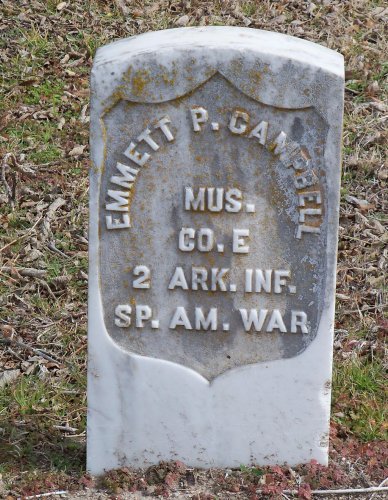 EMMETT P. CAMPBELL
MUS.
CO. E
2 ARK. INF.
SP. AM. WAR